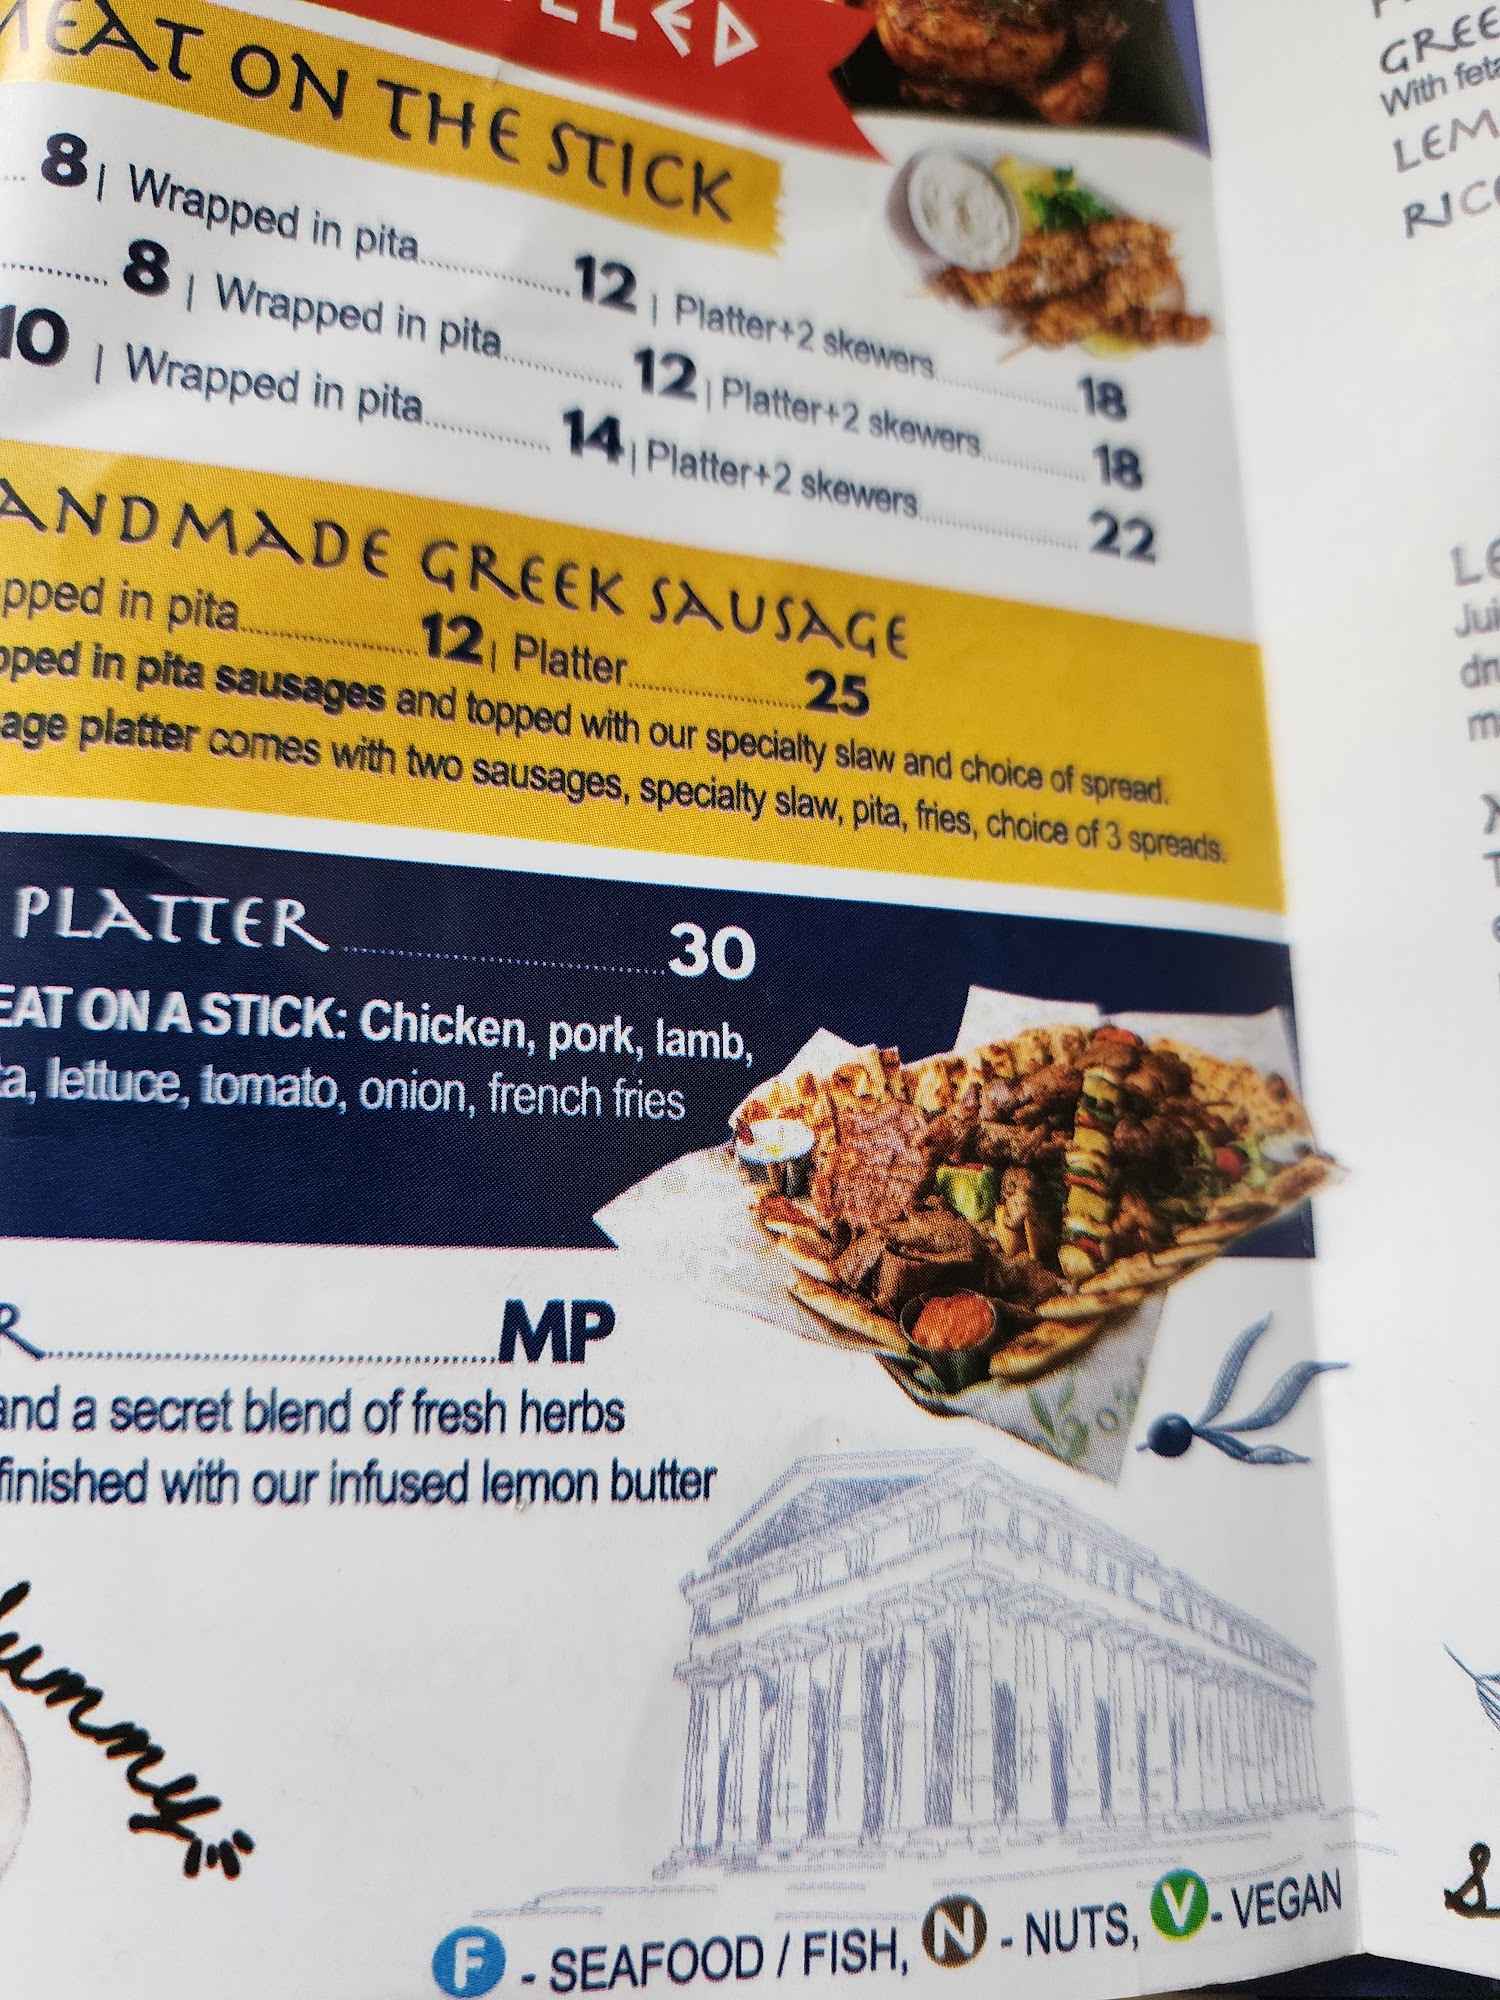 LLED
MEAT ON THE STICK
... 8 | Wrapped in pita............... 12 | Platter+2 skewers............... 18
............ 8 | Wrapped in pita............ 12 | Platter+2 skewers............ 18
10 | Wrapped in pita............ 14 | Platter+2 skewers............... 22
ANDMADE GREEK SAUSAGE
pped in pita................. 12 | Platter................. 25
pped in pita sausages and topped with our specialty slaw and choice of spread.
age platter comes with two sausages, specialty slaw, pita, fries, choice of 3 spreads.
PLATTER.............................. 30
EAT ON A STICK: Chicken, pork, lamb,
ta, lettuce, tomato, onion, french fries
R..........................................MP
and a secret blend of fresh herbs
finished with our infused lemon butter
yummy
F - SEAFOOD / FISH, N - NUTS, V - VEGAN
GREE
With feta
LEM
RICE
LE
Jui
m